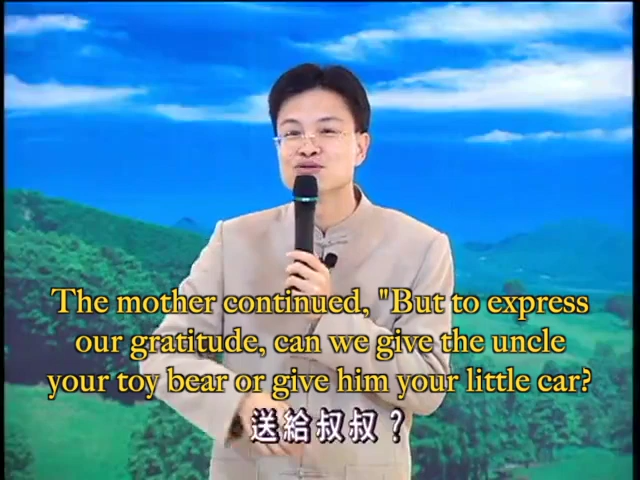 The mother continued, "But to express
our gratitude, can we give the uncle
your toy bear or give him your little car?
送給叔叔？